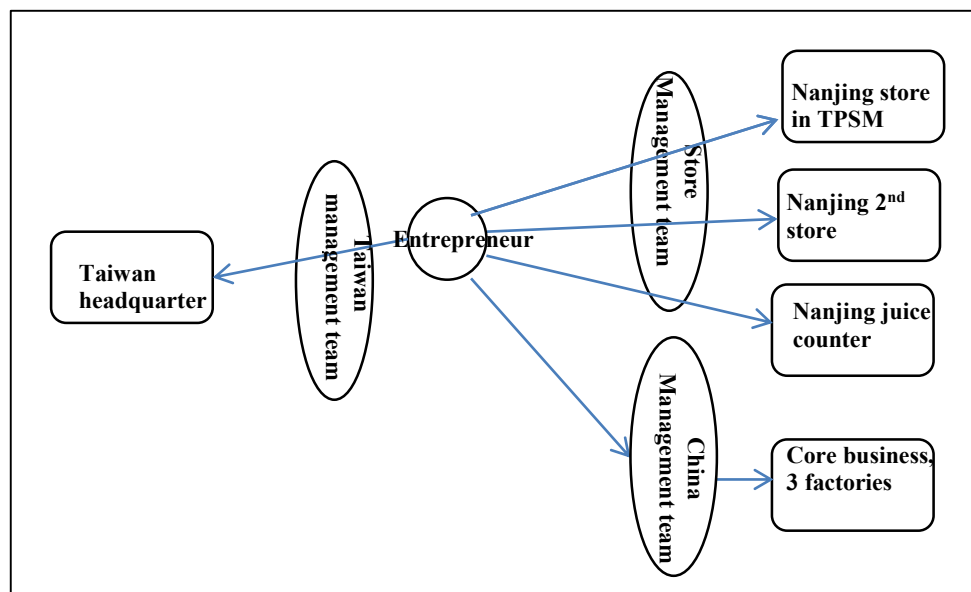 Taiwan
headquarter
Taiwan
management team
Entrepreneur
Store
Management team
China
Management team
Nanjing store
in TPSM
Nanjing 2nd
store
Nanjing juice
counter
Core business,
3 factories